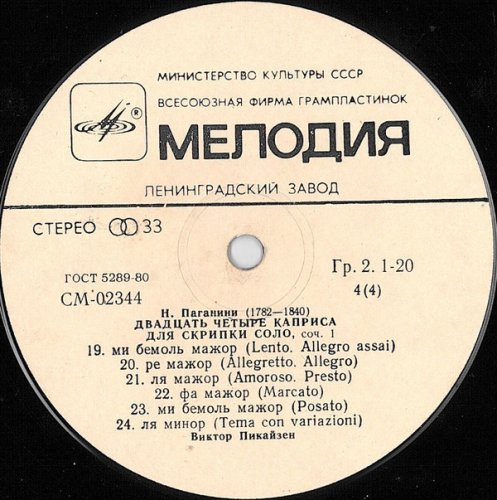 МИНИСТЕРСТВО КУЛЬТУРЫ СССР
ВСЕСОЮЗНАЯ ФИРМА ГРАМПЛАСТИНОК
®
МЕЛОДИЯ
ЛЕНИНГРАДСКИЙ ЗАВОД
СТЕРЕО 33
ГОСТ 5289-80
Гр. 2. 1-20
СМ-02344
4(4)
Н. Паганини (1782—1840)
ДВАДЦАТЬ ЧЕТЫРЕ КАПРИСА
ДЛЯ СКРИПКИ СОЛО, соч. 1
19. ми бемоль мажор (Lento. Allegro assai)
20. ре мажор (Allegretto. Allegro)
21. ля мажор (Amoroso. Presto)
22. фа мажор (Marcato)
23. ми бемоль мажор (Posato)
24. ля минор (Tema con variazioni)
Виктор Пикайзен